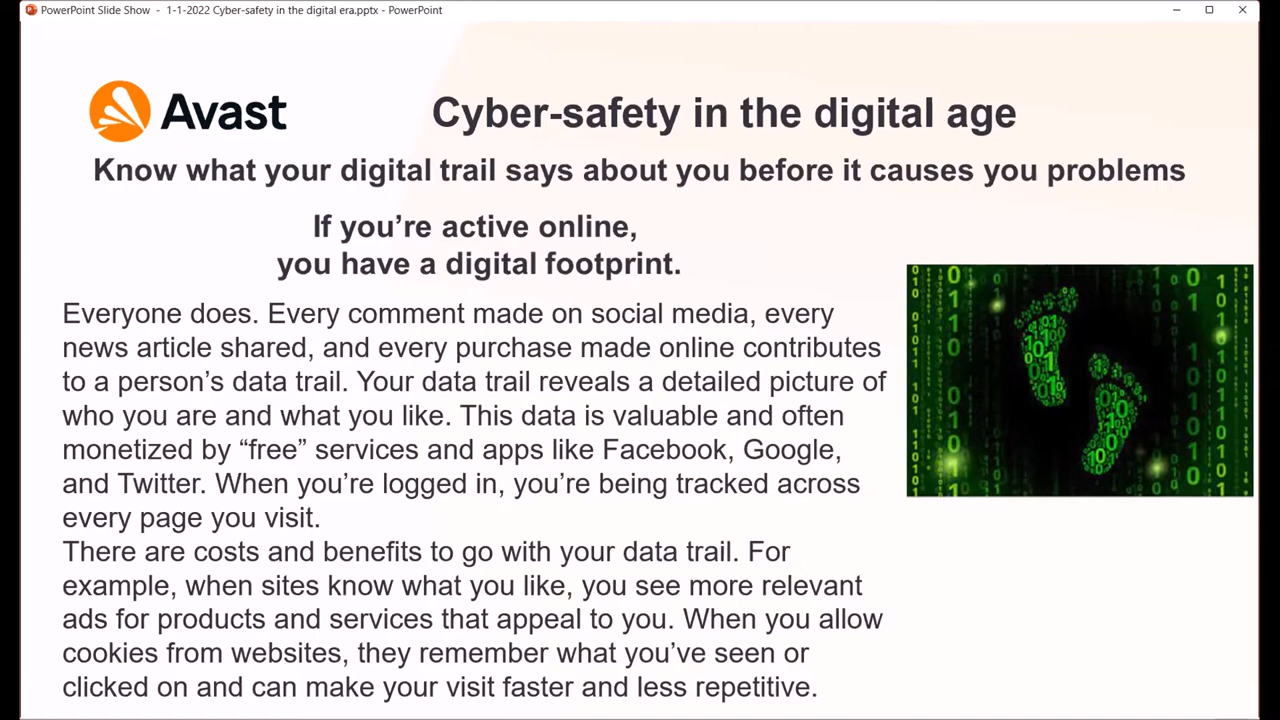 PowerPoint Slide Show - 1-1-2022 Cyber-safety in the digital era.pptx - PowerPoint
Avast
Cyber-safety in the digital age
Know what your digital trail says about you before it causes you problems
If you’re active online,
you have a digital footprint.
Everyone does. Every comment made on social media, every
news article shared, and every purchase made online contributes
to a person’s data trail. Your data trail reveals a detailed picture of
who you are and what you like. This data is valuable and often
monetized by “free” services and apps like Facebook, Google,
and Twitter. When you’re logged in, you’re being tracked across
every page you visit.
There are costs and benefits to go with your data trail. For
example, when sites know what you like, you see more relevant
ads for products and services that appeal to you. When you allow
cookies from websites, they remember what you’ve seen or
clicked on and can make your visit faster and less repetitive.